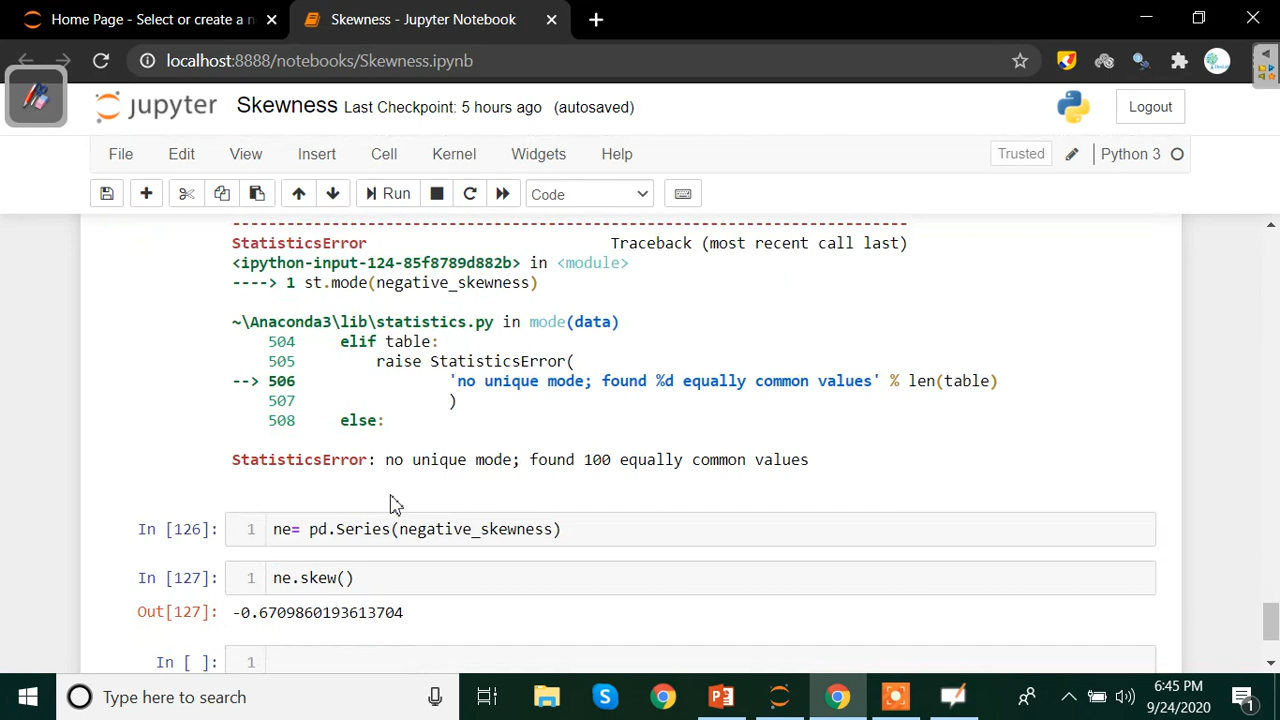 Home Page - Select or create a n
Skewness - Jupyter Notebook
localhost:8888/notebooks/Skewness.ipynb
jupyter Skewness Last Checkpoint: 5 hours ago (autosaved)
Logout
File Edit View Insert Cell Kernel Widgets Help
Trusted Python 3
Run Code
---------------------------------------------------------------------------
StatisticsError Traceback (most recent call last)
<ipython-input-124-85f8789d882b> in <module>
----> 1 st.mode(negative_skewness)
~\Anaconda3\lib\statistics.py in mode(data)
504 elif table:
505 raise StatisticsError(
--> 506 'no unique mode; found %d equally common values' % len(table)
507 )
508 else:
StatisticsError: no unique mode; found 100 equally common values
In [126]: 1 ne= pd.Series(negative_skewness)
In [127]: 1 ne.skew()
Out[127]: -0.6709860193613704
In [ ]: 1
Type here to search
6:45 PM
9/24/2020
1